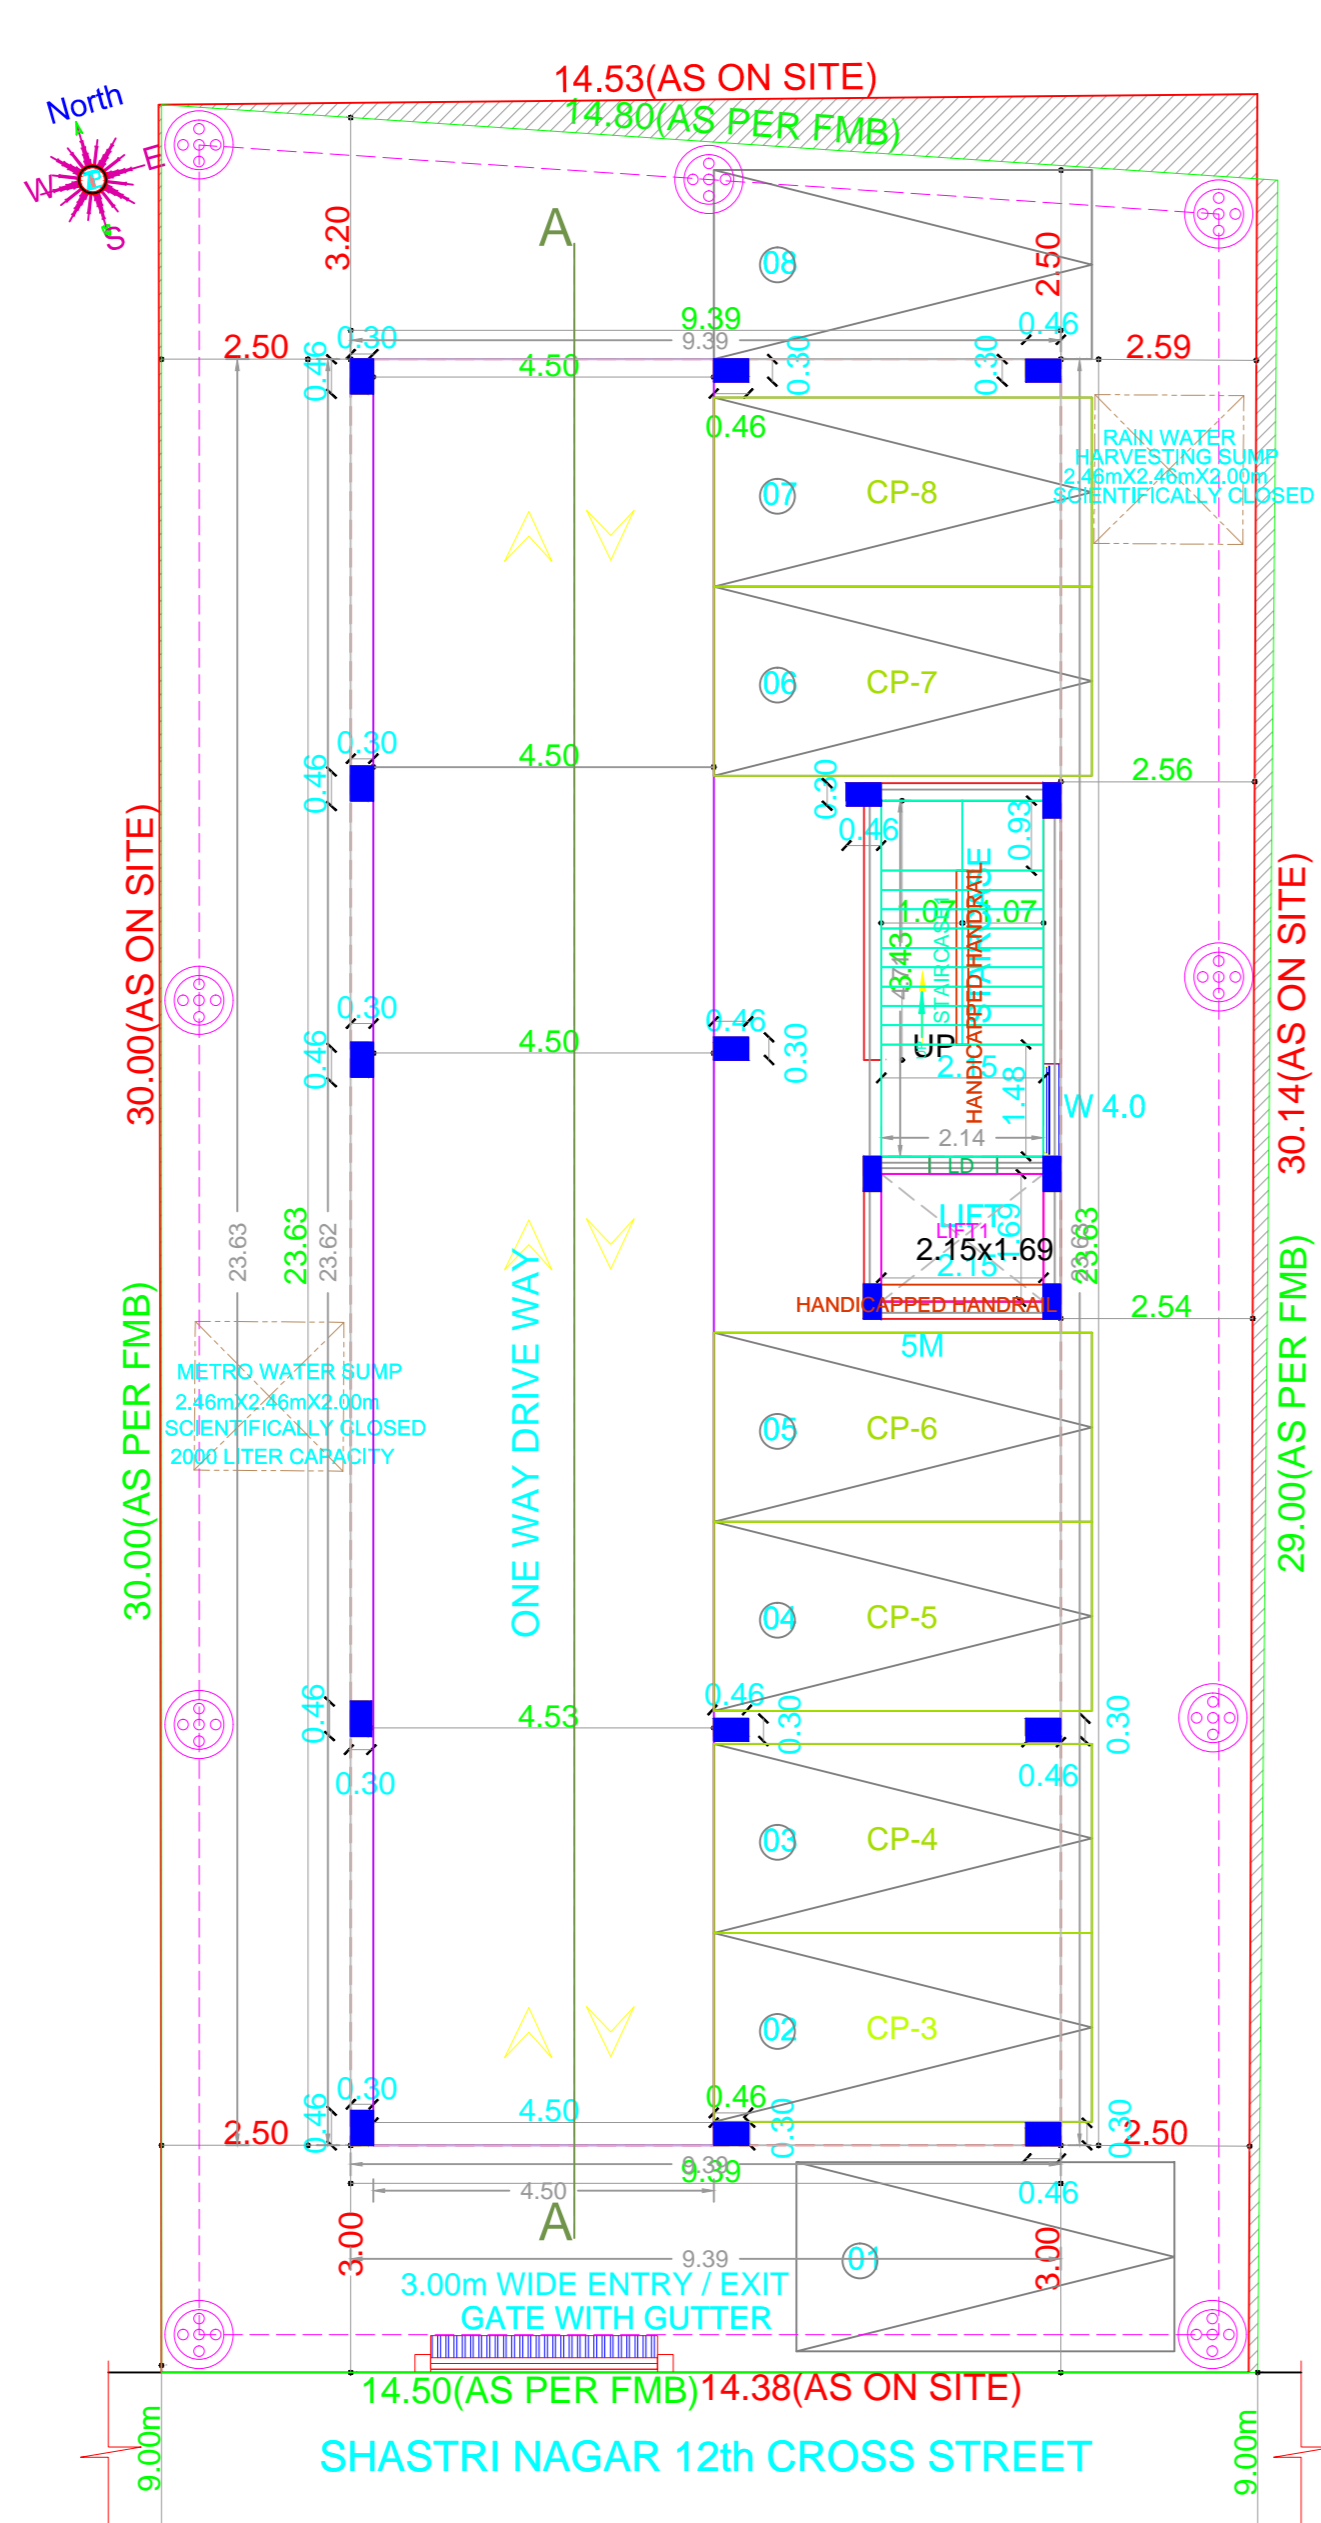 14.53(AS ON SITE)
14.80(AS PER FMB)
North
E
W
S
A
3.20
2.50
08
2.50
0.30
0.46
9.39
9.39
4.50
0.46
0.30
0.46
0.30
0.46
2.59
RAIN WATER
HARVESTING SUMP
2.46mX2.46mX2.00m
SCIENTIFICALLY CLOSED
07
CP-8
06
CP-7
0.30
0.46
4.50
0.30
0.46
2.56
0.93
30.00(AS ON SITE)
30.14(AS ON SITE)
1.07
1.07
3.43
STAIRCASE
HANDICAPPED HANDRAIL
STAIRCASE
0.30
0.46
4.50
0.46
0.30
UP
2.15
1.48
W 4.0
2.14
LD
LIFT
LIFT1
1.69
2.15x1.69
2.15
HANDICAPPED HANDRAIL
23.63
23.63
23.62
23.63
2.54
5M
30.00(AS PER FMB)
29.00(AS PER FMB)
METRO WATER SUMP
2.46mX2.46mX2.00m
SCIENTIFICALLY CLOSED
2000 LITER CAPACITY
ONE WAY DRIVE WAY
05
CP-6
04
CP-5
0.46
0.30
4.53
0.46
0.30
0.30
0.46
03
CP-4
02
CP-3
0.30
0.46
4.50
0.46
0.30
0.30
2.50
2.50
9.39
9.39
4.50
0.46
A
3.00
9.39
01
3.00
3.00m WIDE ENTRY / EXIT
GATE WITH GUTTER
14.50(AS PER FMB)
14.38(AS ON SITE)
9.00m
SHASTRI NAGAR 12th CROSS STREET
9.00m